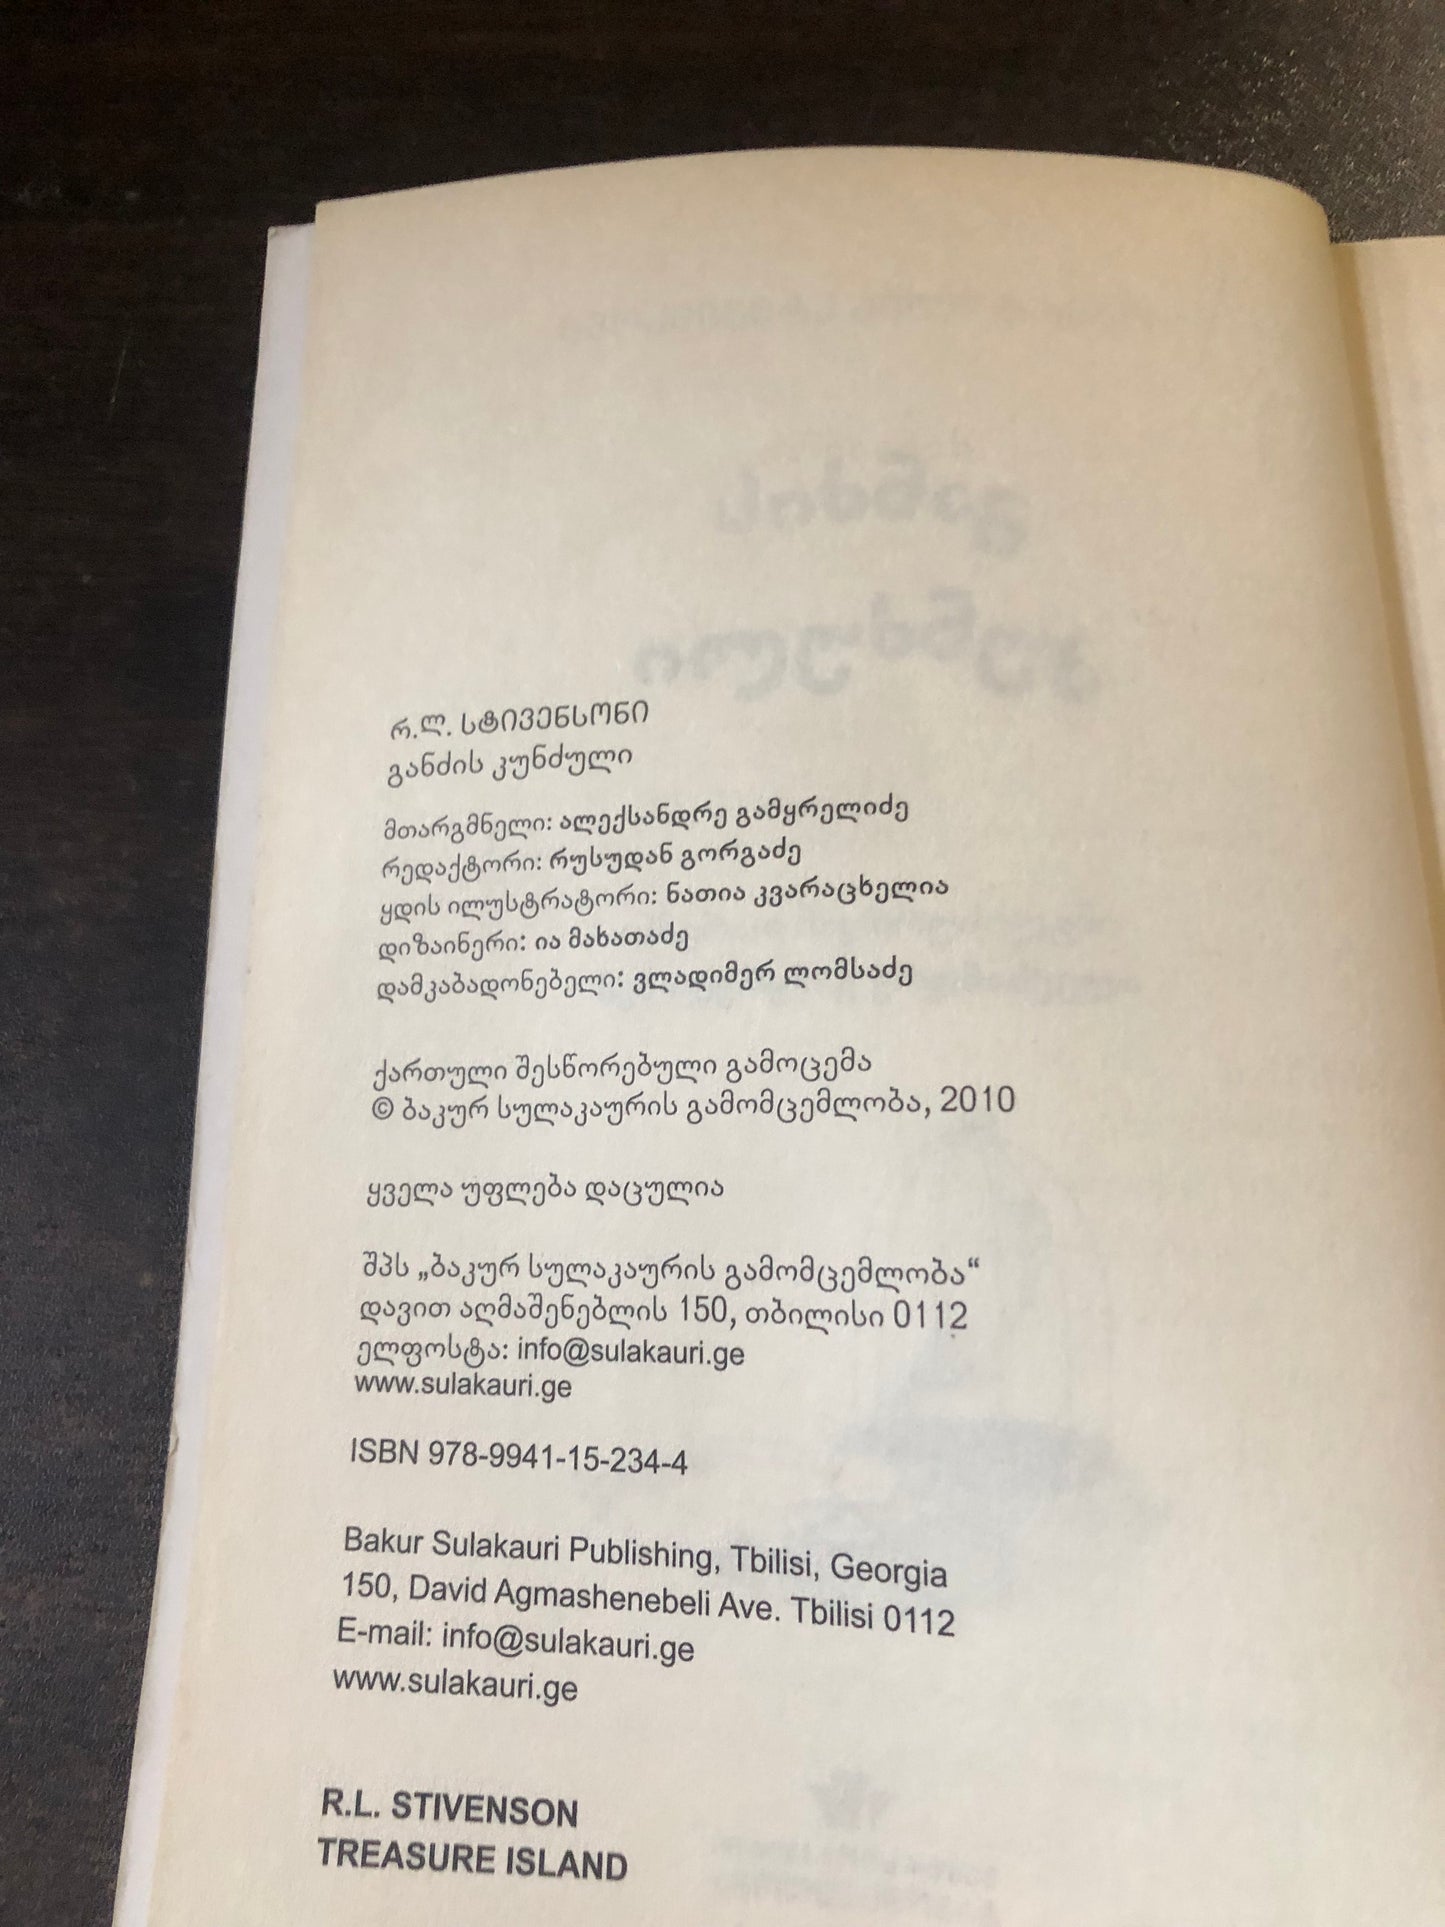 რ.ლ. სტივენსონი
განძის კუნძული
მთარგმნელი: ალექსანდრე გამყრელიძე
რედაქტორი: რუსუდან გორგაძე
ყდის ილუსტრატორი: ნათია კვარაცხელია
დიზაინერი: ია მახათაძე
დამკაბადონებელი: ვლადიმერ ლომსაძე
ქართული შესწორებული გამოცემა
© ბაკურ სულაკაურის გამომცემლობა, 2010
ყველა უფლება დაცულია
შპს „ბაკურ სულაკაურის გამომცემლობა“
დავით აღმაშენებლის 150, თბილისი 0112
ელფოსტა: info@sulakauri.ge
www.sulakauri.ge
ISBN 978-9941-15-234-4
Bakur Sulakauri Publishing, Tbilisi, Georgia
150, David Agmashenebeli Ave. Tbilisi 0112
E-mail: info@sulakauri.ge
www.sulakauri.ge
R.L. STIVENSON
TREASURE ISLAND